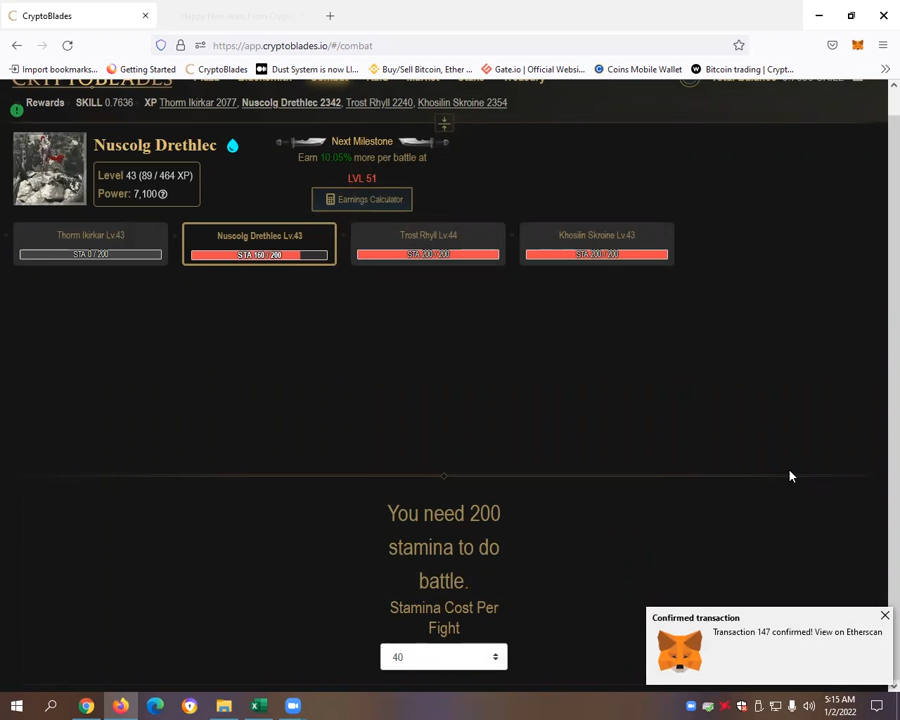 CryptoBlades
Happy New Years From Crypto
https://app.cryptoblades.io/#/combat
Import bookmarks...
Getting Started
CryptoBlades
Dust System is now LI...
Buy/Sell Bitcoin, Ether ...
Gate.io | Official Websi...
Coins Mobile Wallet
Bitcoin trading | Crypt...
CRYPTOBLADES
Rewards SKILL 0.7636 XP Thorm Ikirkar 2077, Nuscolg Drethlec 2342, Trost Rhyll 2240, Khosilin Skroine 2354
Nuscolg Drethlec
Level 43 (89 / 464 XP)
Power: 7,100
Next Milestone
Earn 10.05% more per battle at
LVL 51
Earnings Calculator
Thorm Ikirkar Lv.43
STA 0 / 200
Nuscolg Drethlec Lv.43
STA 160 / 200
Trost Rhyll Lv.44
STA 200 / 200
Khosilin Skroine Lv.43
STA 200 / 200
You need 200
stamina to do
battle.
Stamina Cost Per
Fight
40
Confirmed transaction
Transaction 147 confirmed! View on Etherscan
5:15 AM
1/2/2022